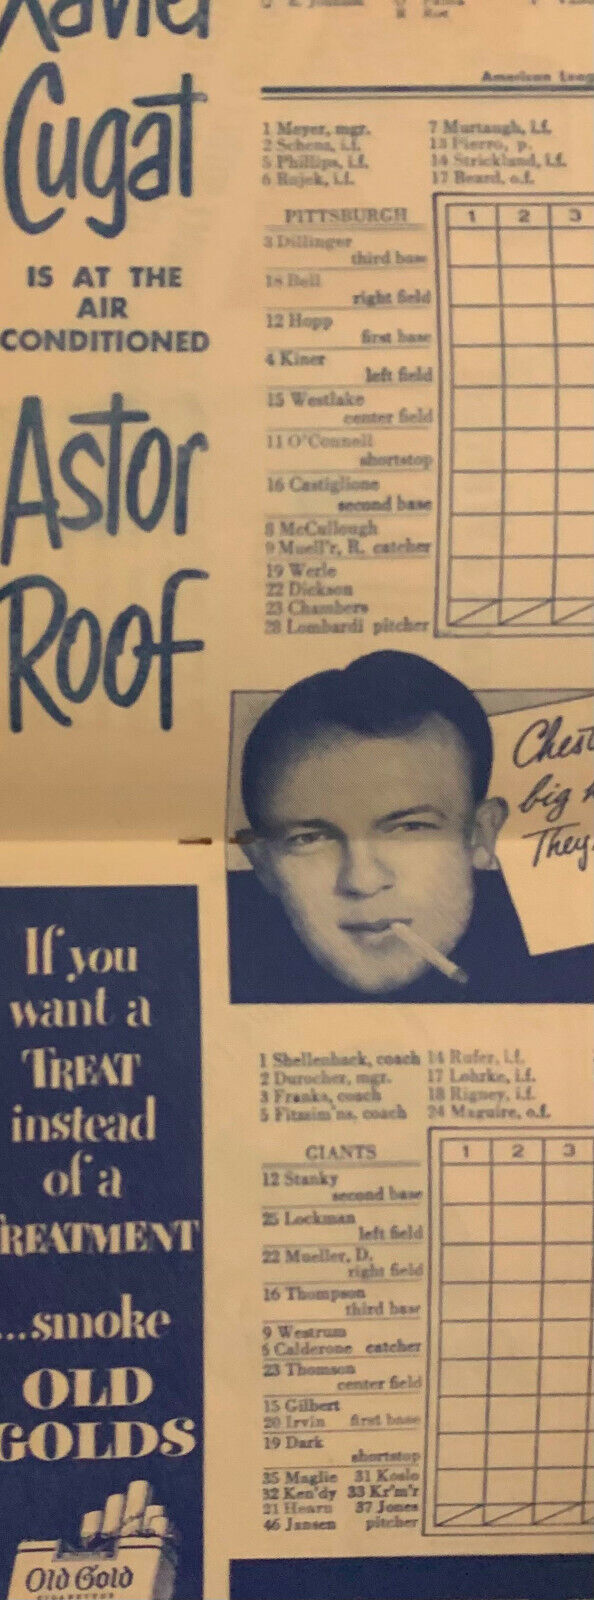 Xavier
Cugat
IS AT THE
AIR
CONDITIONED
Astor
Roof
If you
want a
TREAT
instead
of a
TREATMENT
...smoke
OLD
GOLDS
Old Gold
CIGARETTES
American Leag
1 Meyer, mgr. 7 Murtaugh, i.f.
2 Schenz, i.f. 13 Pierro, p.
5 Phillips, i.f. 14 Strickland, i.f.
6 Rojek, i.f. 17 Beard, o.f.
PITTSBURGH 1 2 3
3 Dillinger
third base
18 Bell
right field
12 Hopp
first base
4 Kiner
left field
15 Westlake
center field
11 O'Connell
shortstop
16 Castiglione
second base
8 McCullough
9 Muell'r, R. catcher
19 Werle
22 Dickson
23 Chambers
28 Lombardi pitcher
Chest
big
They
1 Shellenback, coach 14 Rufer, i.f.
2 Durocher, mgr. 17 Lohrke, i.f.
3 Franks, coach 18 Rigney, i.f.
5 Fitzsim'ns, coach 24 Maguire, o.f.
GIANTS 1 2 3
12 Stanky
second base
25 Lockman
left field
22 Mueller, D.
right field
16 Thompson
third base
9 Westrum
6 Calderone catcher
23 Thomson
center field
15 Gilbert
20 Irvin first base
19 Dark
shortstop
35 Maglie 31 Koslo
32 Ken'dy 33 Kr'm'r
21 Hearn 37 Jones
46 Jansen pitcher